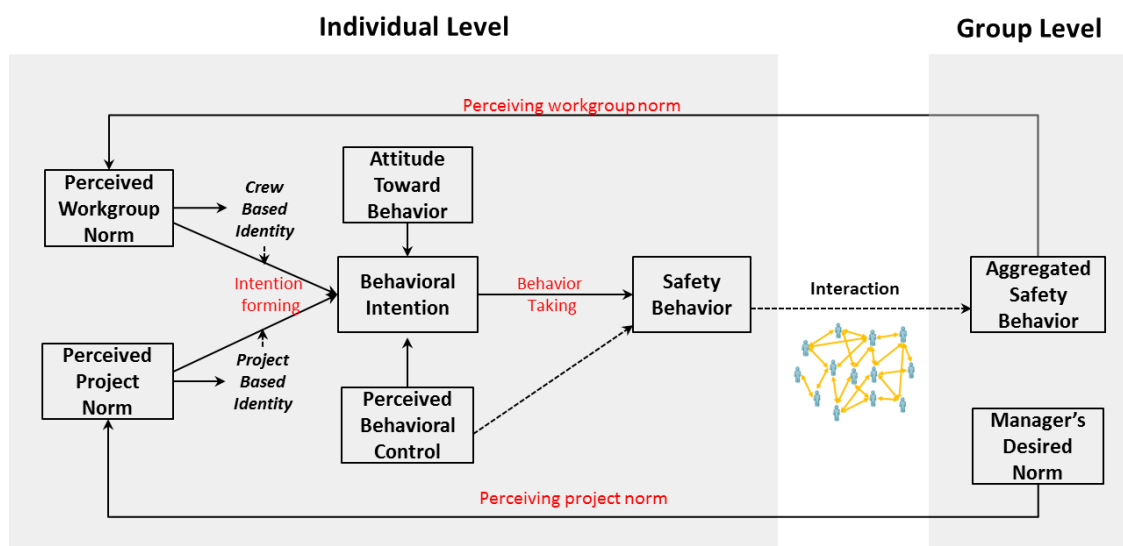 Individual Level
Group Level
Perceiving workgroup norm
Perceived
Workgroup
Norm
Crew
Based
Identity
Attitude
Toward
Behavior
Intention
forming
Behavioral
Intention
Behavior
Taking
Safety
Behavior
Interaction
Aggregated
Safety
Behavior
Perceived
Project
Norm
Project
Based
Identity
Perceived
Behavioral
Control
Manager's
Desired
Norm
Perceiving project norm